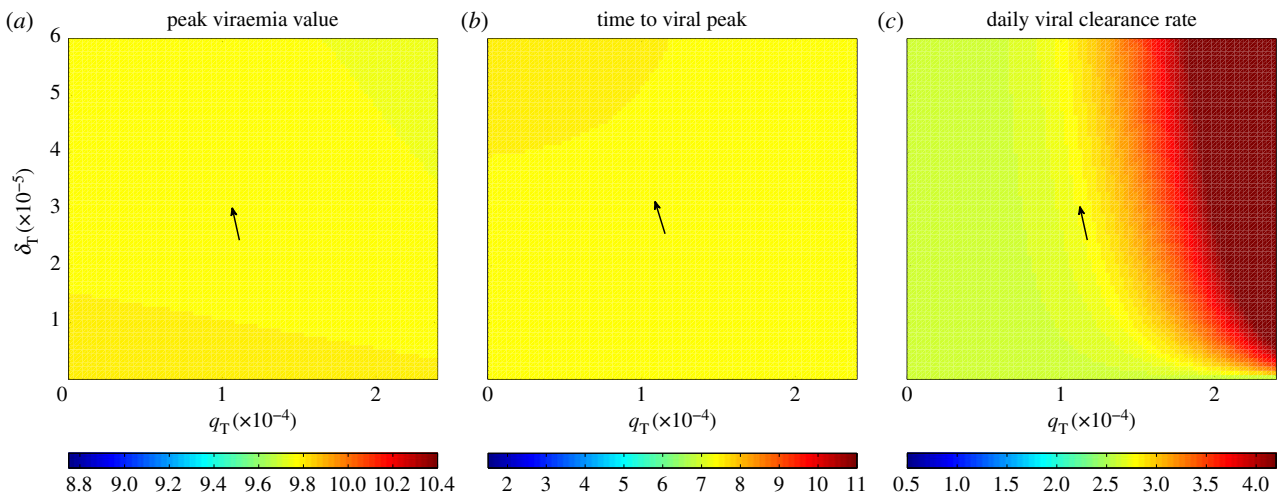 (a) peak viraemia value
(b) time to viral peak
(c) daily viral clearance rate
6
5
4
3
2
1
δT (×10−5)
0 1 2
0 1 2
0 1 2
qT (×10−4)
qT (×10−4)
qT (×10−4)
8.8 9.0 9.2 9.4 9.6 9.8 10.0 10.2 10.4
2 3 4 5 6 7 8 9 10 11
0.5 1.0 1.5 2.0 2.5 3.0 3.5 4.0